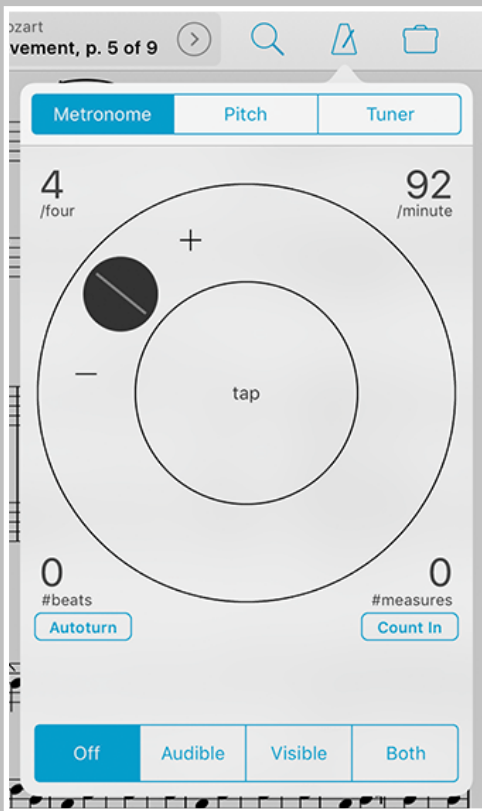 vement, p. 5 of 9
Metronome Pitch Tuner
4 92
/four /minute
+
−
tap
0 0
#beats #measures
Autoturn Count In
Off Audible Visible Both